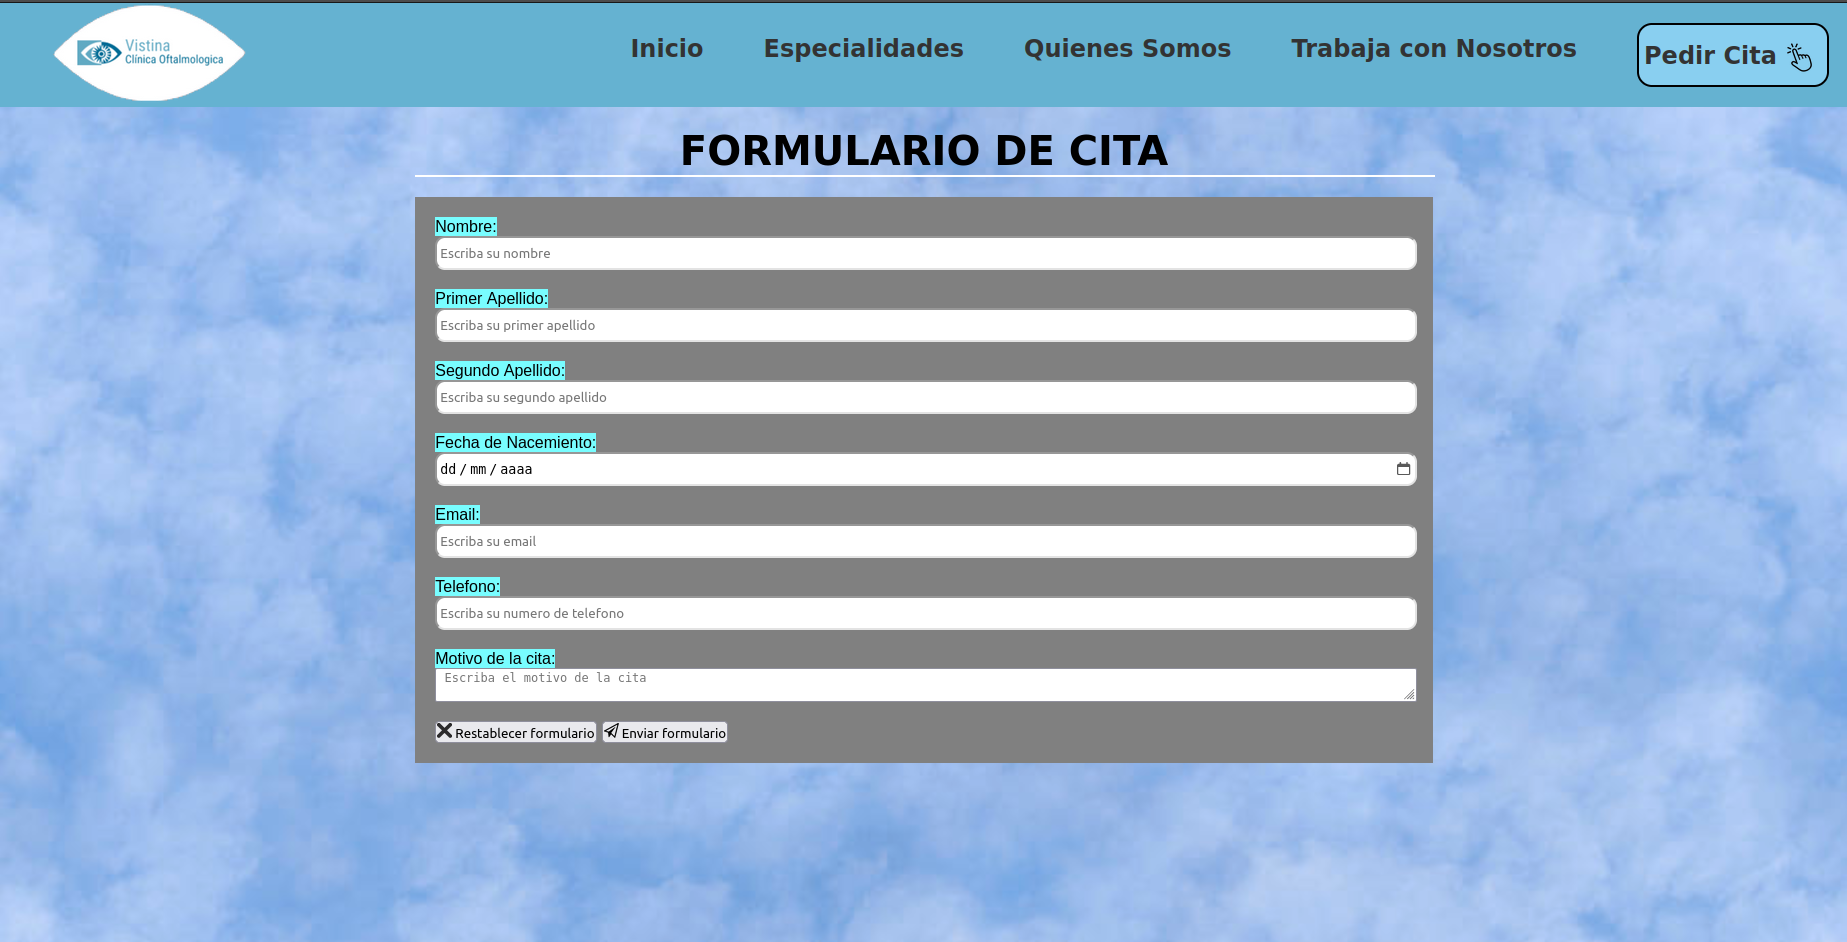 Vistina
Clínica Oftalmologica
Inicio Especialidades Quienes Somos Trabaja con Nosotros Pedir Cita
FORMULARIO DE CITA
Nombre:
Escriba su nombre
Primer Apellido:
Escriba su primer apellido
Segundo Apellido:
Escriba su segundo apellido
Fecha de Nacemiento:
dd / mm / aaaa
Email:
Escriba su email
Telefono:
Escriba su numero de telefono
Motivo de la cita:
Escriba el motivo de la cita
Restablecer formulario Enviar formulario